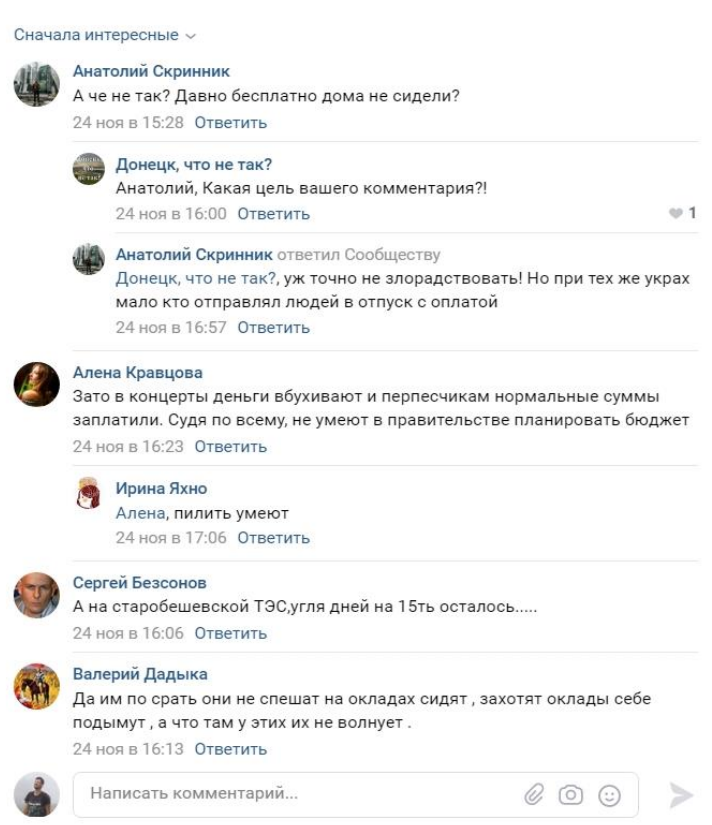 Сначала интересные
Анатолий Скринник
А че не так? Давно бесплатно дома не сидели?
24 ноя в 15:28 Ответить
Донецк, что не так?
Анатолий, Какая цель вашего комментария?!
24 ноя в 16:00 Ответить
1
Анатолий Скринник ответил Сообществу
Донецк, что не так?, уж точно не злорадствовать! Но при тех же украх
мало кто отправлял людей в отпуск с оплатой
24 ноя в 16:57 Ответить
Алена Кравцова
Зато в концерты деньги вбухивают и перпесчикам нормальные суммы
заплатили. Судя по всему, не умеют в правительстве планировать бюджет
24 ноя в 16:23 Ответить
Ирина Яхно
Алена, пилить умеют
24 ноя в 17:06 Ответить
Сергей Безсонов
А на старобешевской ТЭС,угля дней на 15ть осталось.....
24 ноя в 16:06 Ответить
Валерий Дадыка
Да им по срать они не спешат на окладах сидят , захотят оклады себе
подымут , а что там у этих их не волнует .
24 ноя в 16:13 Ответить
Написать комментарий...